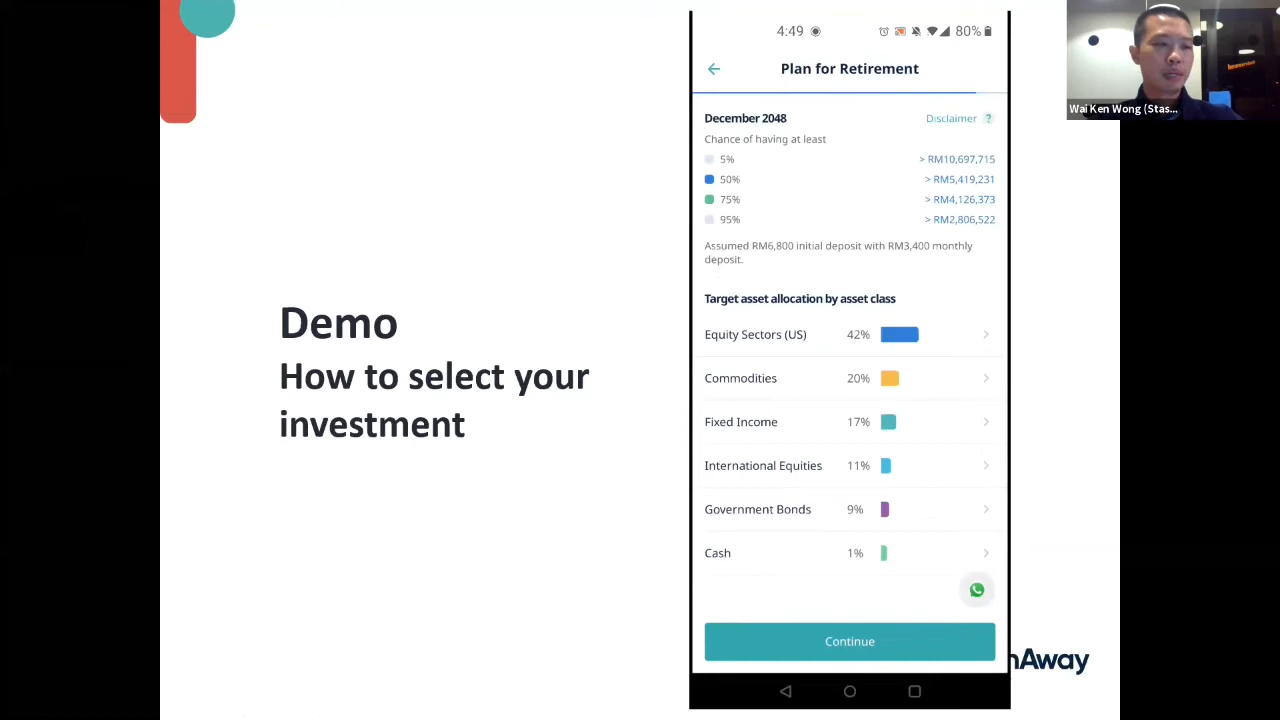 Demo
How to select your
investment
4:49
80%
Plan for Retirement
December 2048
Disclaimer ?
Chance of having at least
5% > RM10,697,715
50% > RM5,419,231
75% > RM4,126,373
95% > RM2,806,522
Assumed RM6,800 initial deposit with RM3,400 monthly
deposit.
Target asset allocation by asset class
Equity Sectors (US) 42%
Commodities 20%
Fixed Income 17%
International Equities 11%
Government Bonds 9%
Cash 1%
Continue
nAway
Wai Ken Wong (Stas...